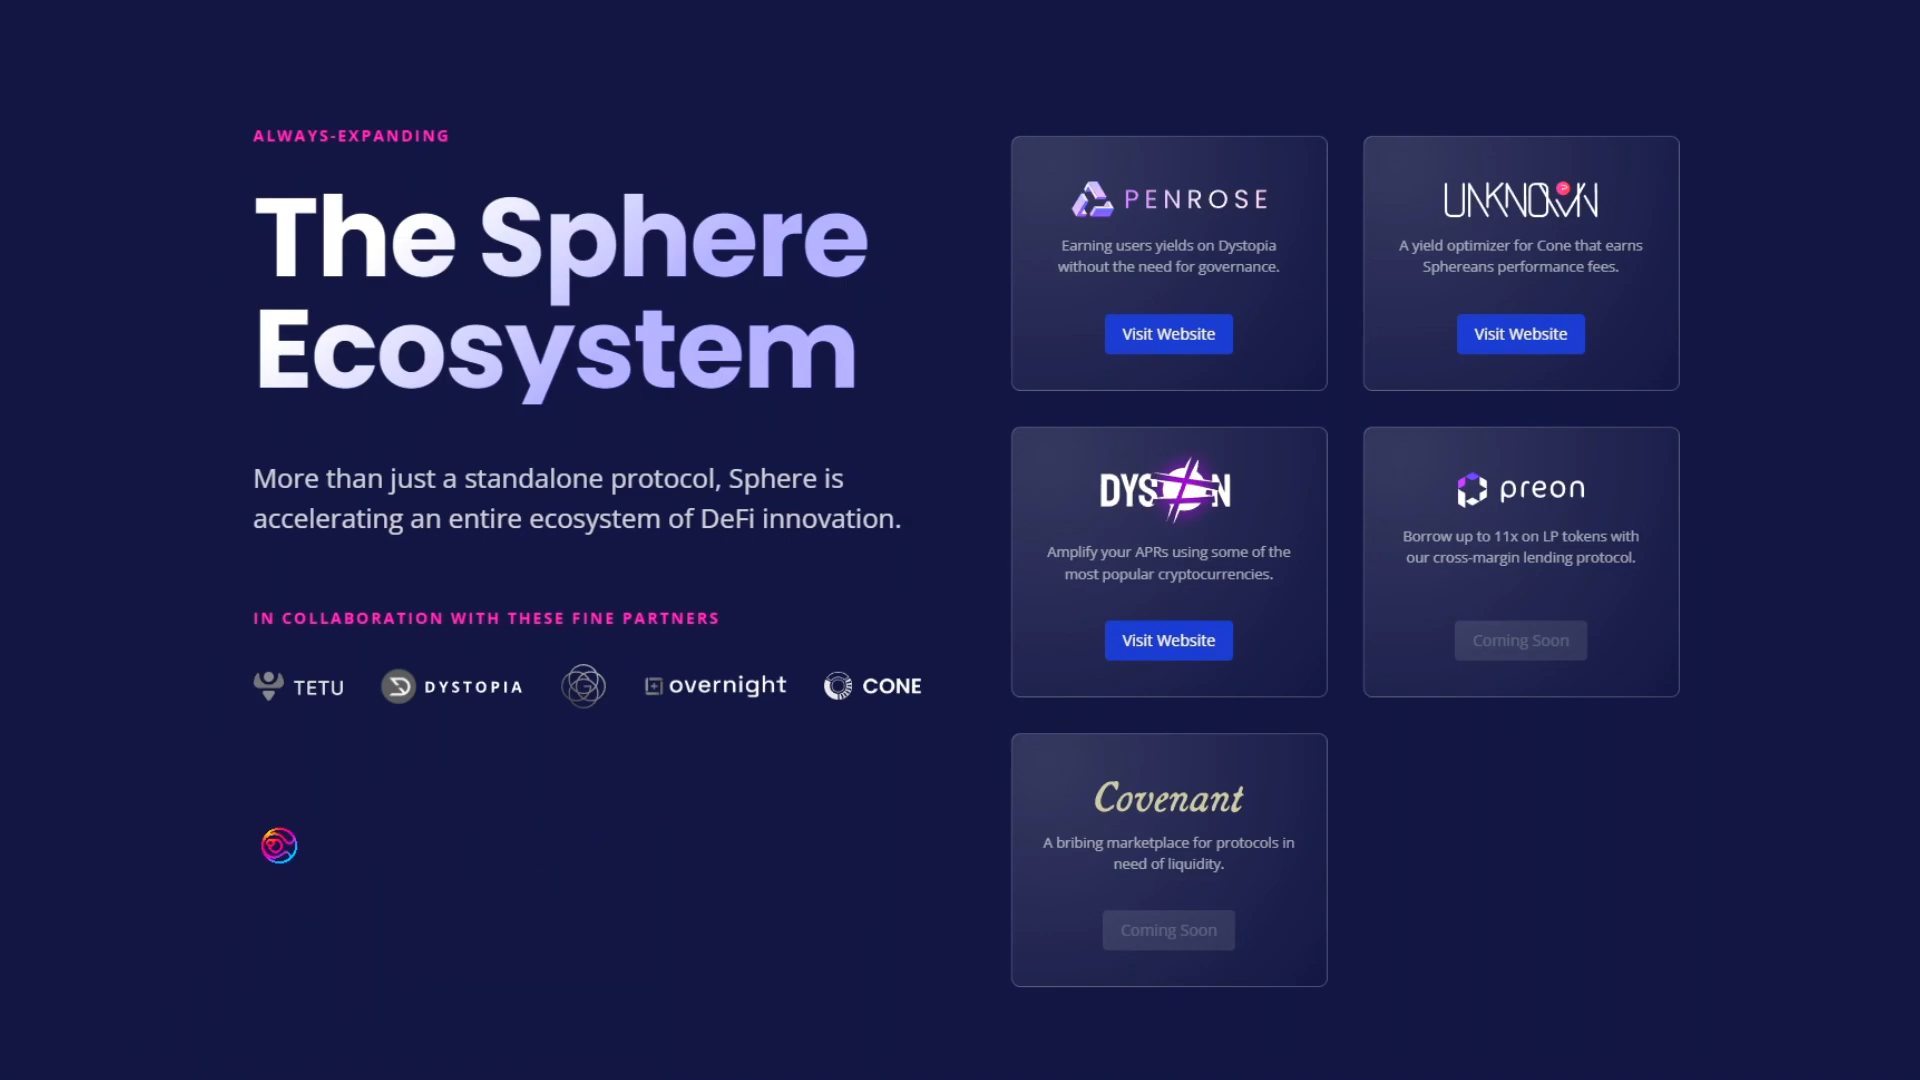 ALWAYS-EXPANDING
The Sphere
Ecosystem
More than just a standalone protocol, Sphere is
accelerating an entire ecosystem of DeFi innovation.
IN COLLABORATION WITH THESE FINE PARTNERS
TETU
DYSTOPIA
overnight
CONE
PENROSE
Earning users yields on Dystopia
without the need for governance.
Visit Website
UNKNOWN
A yield optimizer for Cone that earns
Sphereans performance fees.
Visit Website
DYSON
Amplify your APRs using some of the
most popular cryptocurrencies.
Visit Website
preon
Borrow up to 11x on LP tokens with
our cross-margin lending protocol.
Coming Soon
Covenant
A bribing marketplace for protocols in
need of liquidity.
Coming Soon